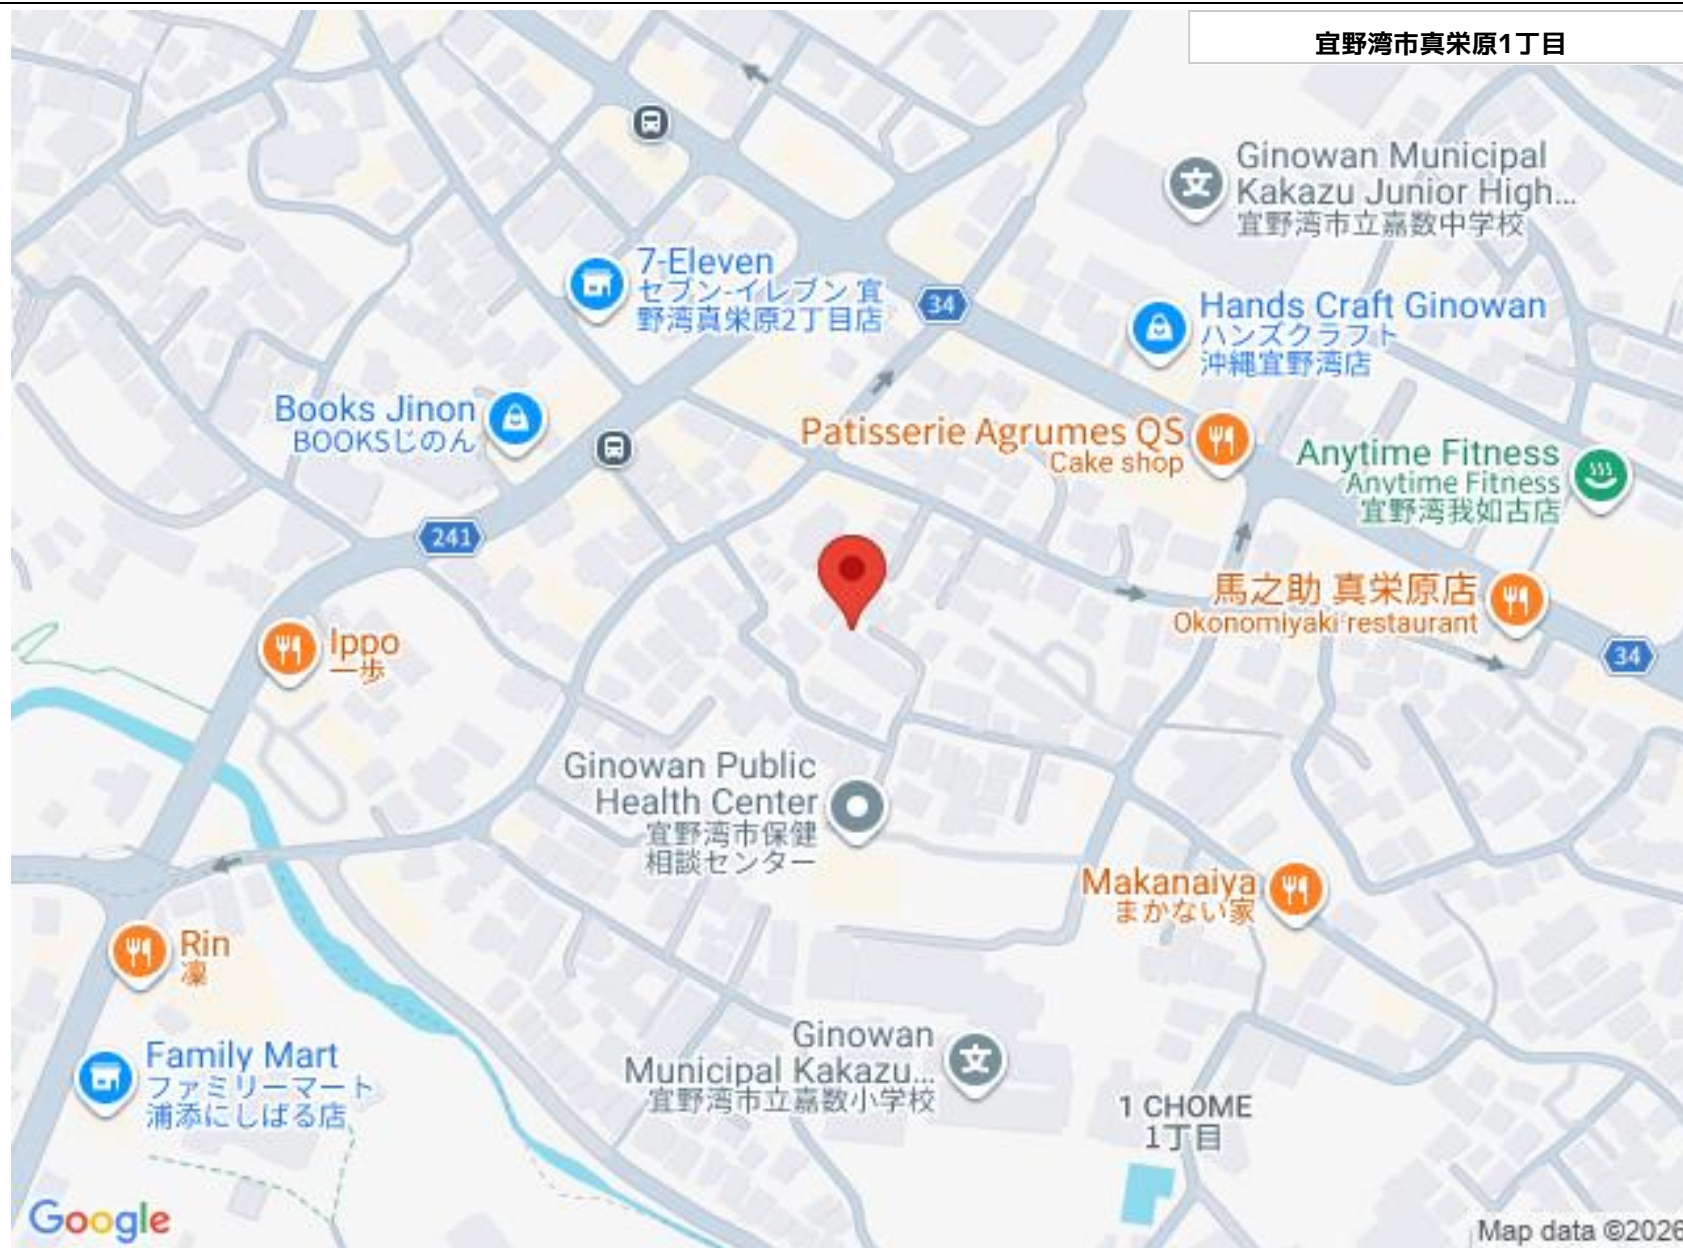 宜野湾市真栄原1丁目
Ginowan Municipal
Kakazu Junior High...
宜野湾市立嘉数中学校
7-Eleven
セブン-イレブン 宜
野湾真栄原2丁目店
34
Hands Craft Ginowan
ハンズクラフト
沖縄宜野湾店
Books Jinon
BOOKSじのん
Patisserie Agrumes QS
Cake shop
Anytime Fitness
Anytime Fitness
宜野湾我如古店
241
馬之助 真栄原店
Okonomiyaki restaurant
34
Ippo
一歩
Ginowan Public
Health Center
宜野湾市保健
相談センター
Makanaiya
まかない家
Rin
凜
Ginowan
Municipal Kakazu...
宜野湾市立嘉数小学校
Family Mart
ファミリーマート
浦添にしばる店
1 CHOME
1丁目
Google
Map data ©2026